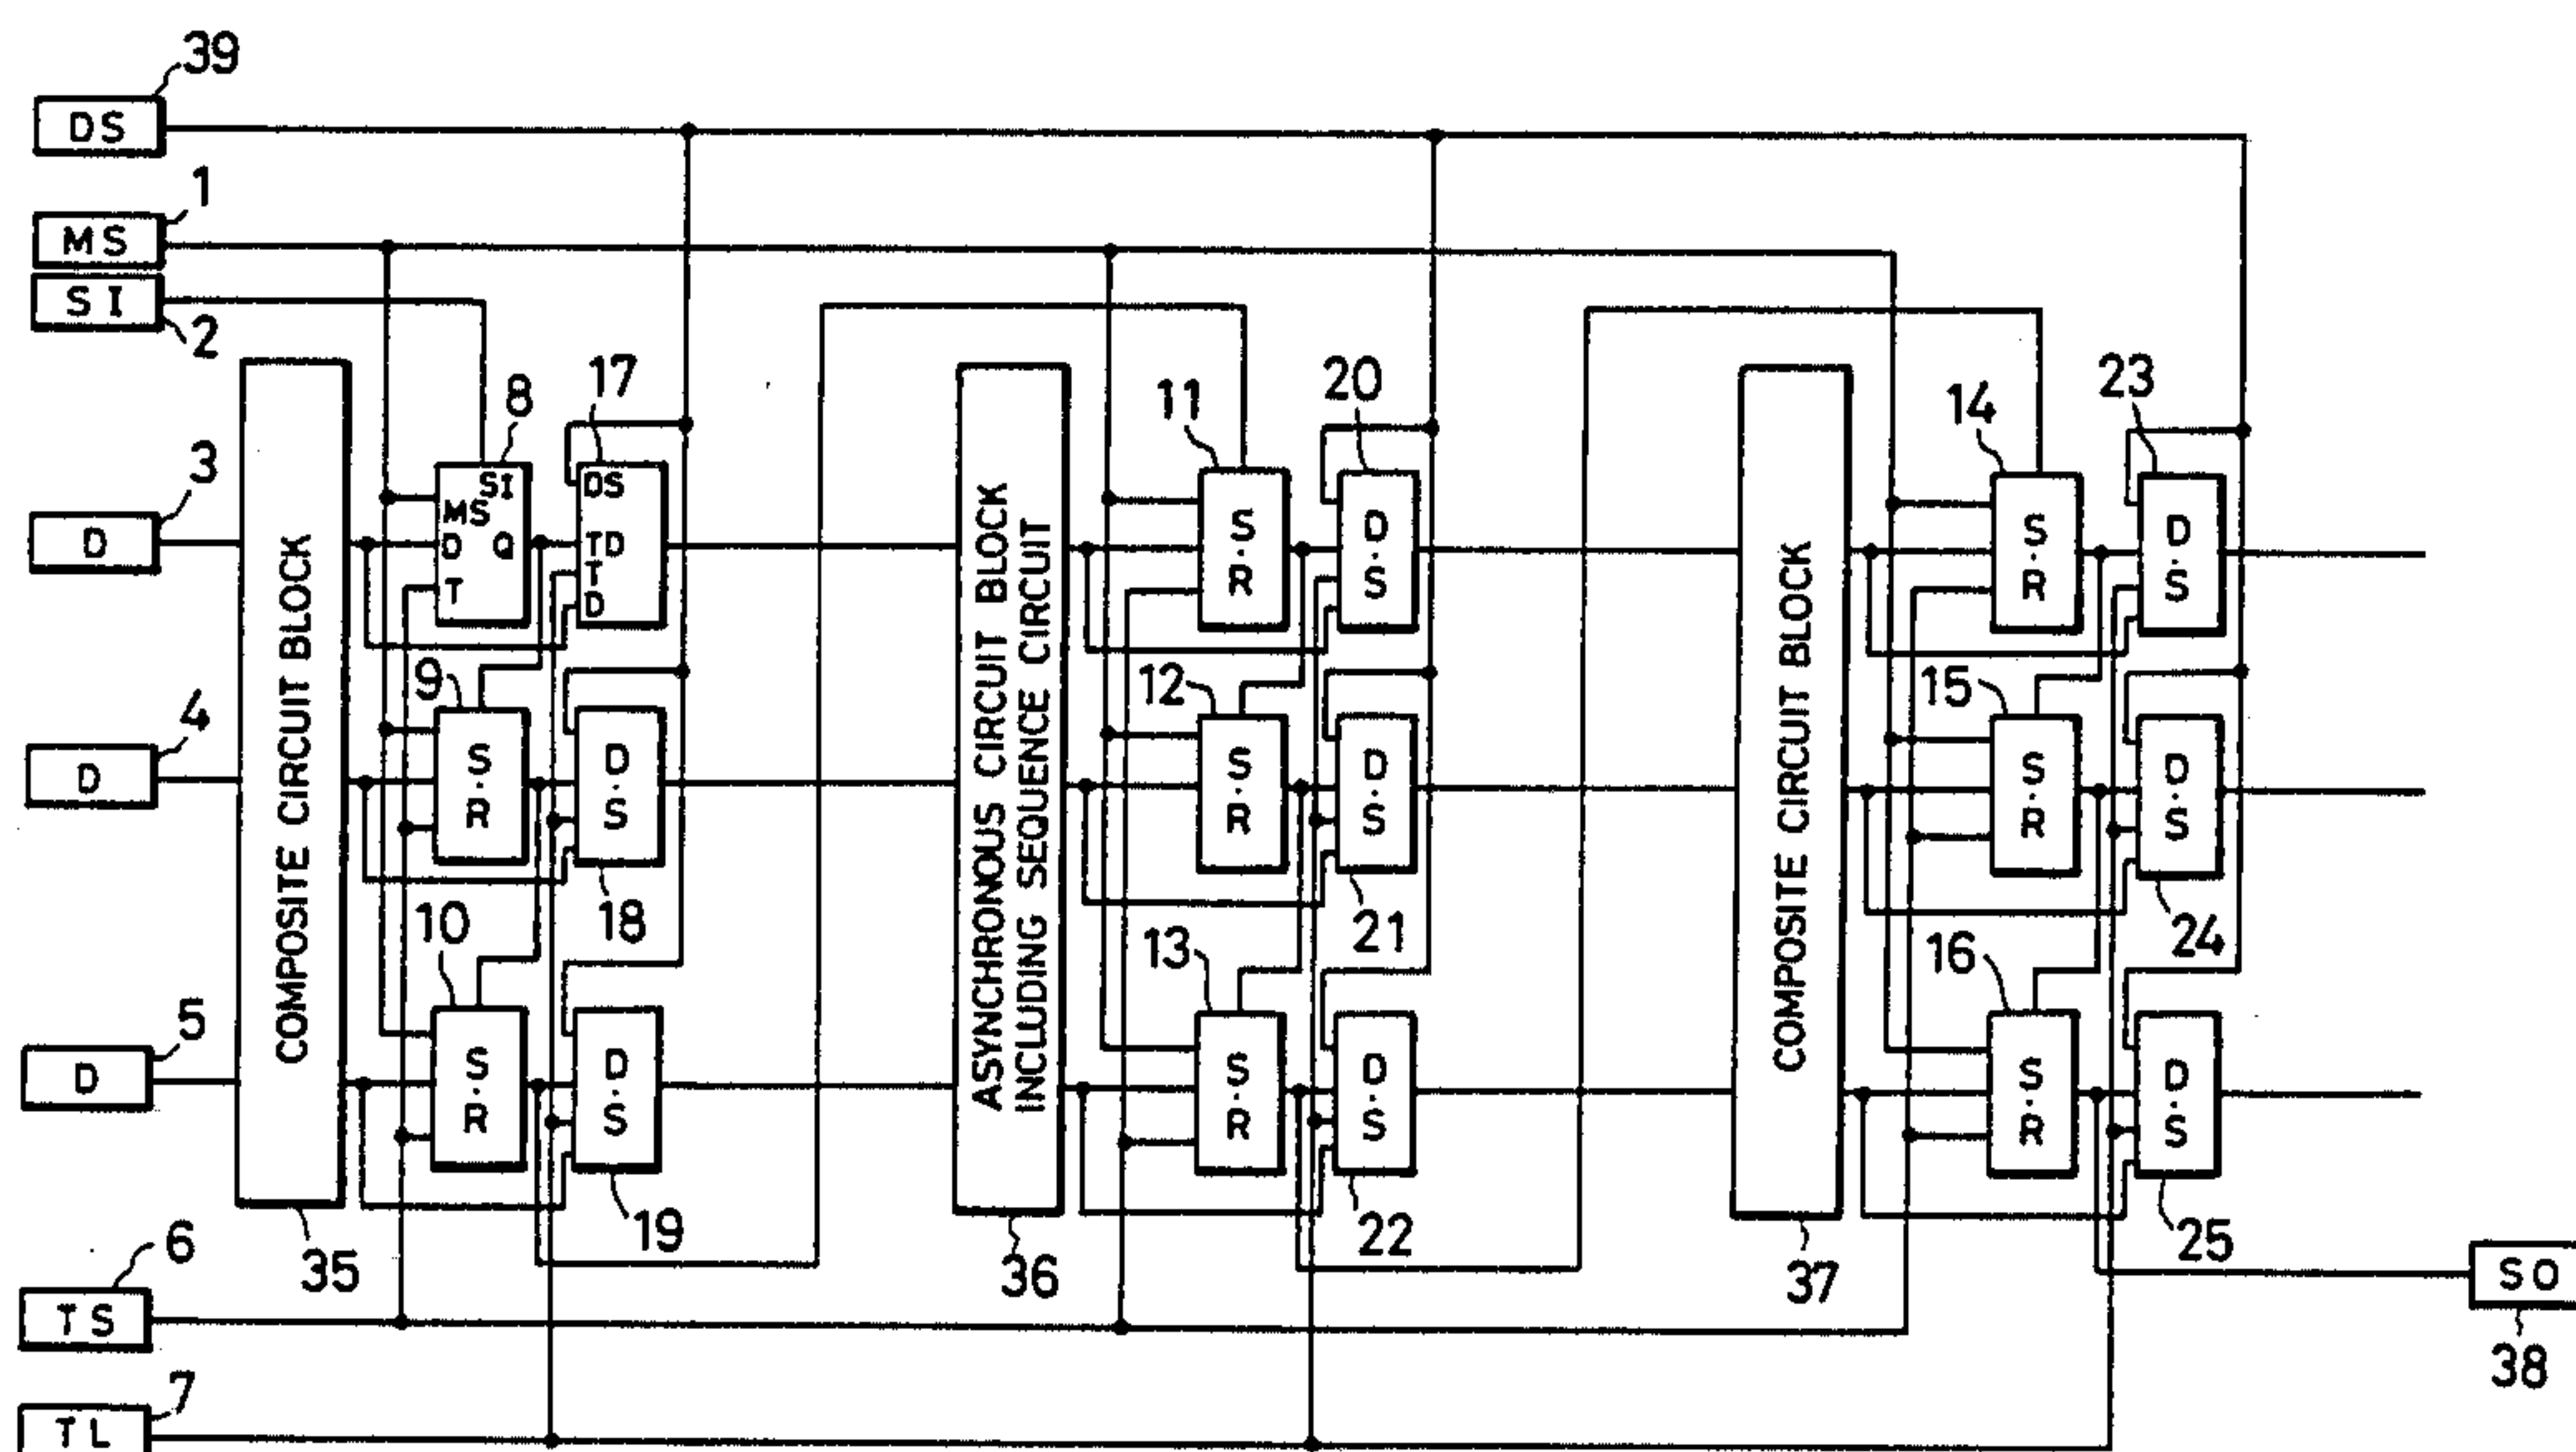 39
DS
1
MS
SI
2
3
D
4
D
5
D
6
TS
7
TL
COMPOSITE CIRCUIT BLOCK
35
8
SI
MS
D Q
T
17
DS
TD
T
D
9
S.R
D.S
18
10
S.R
D.S
19
ASYNCHRONOUS CIRCUIT BLOCK
INCLUDING SEQUENCE CIRCUIT
36
11
S.R
20
D.S
12
S.R
D.S
21
13
S.R
D.S
22
COMPOSITE CIRCUIT BLOCK
37
14
S.R
23
D.S
15
S.R
D.S
24
16
S.R
D.S
25
SO
38